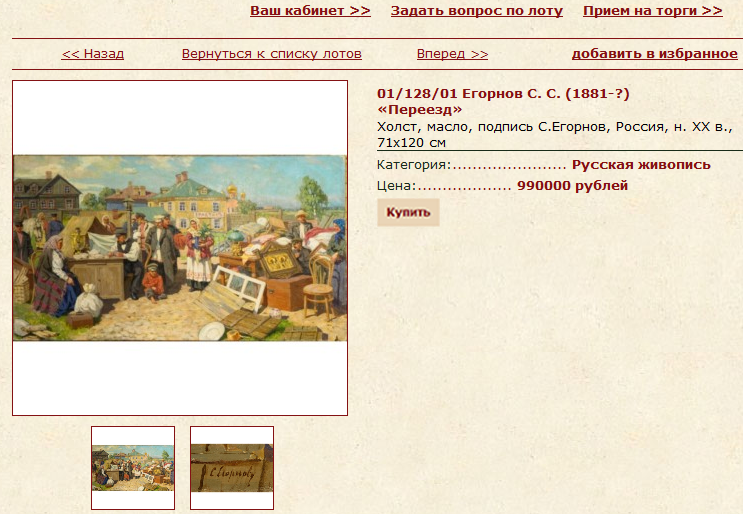 Ваш кабинет >> Задать вопрос по лоту Прием на торги >>
<< Назад Вернуться к списку лотов Вперед >> добавить в избранное
01/128/01 Егорнов С. С. (1881-?)
«Переезд»
Холст, масло, подпись С.Егорнов, Россия, н. XX в.,
71х120 см
Категория:....................... Русская живопись
Цена:................... 990000 рублей
Купить